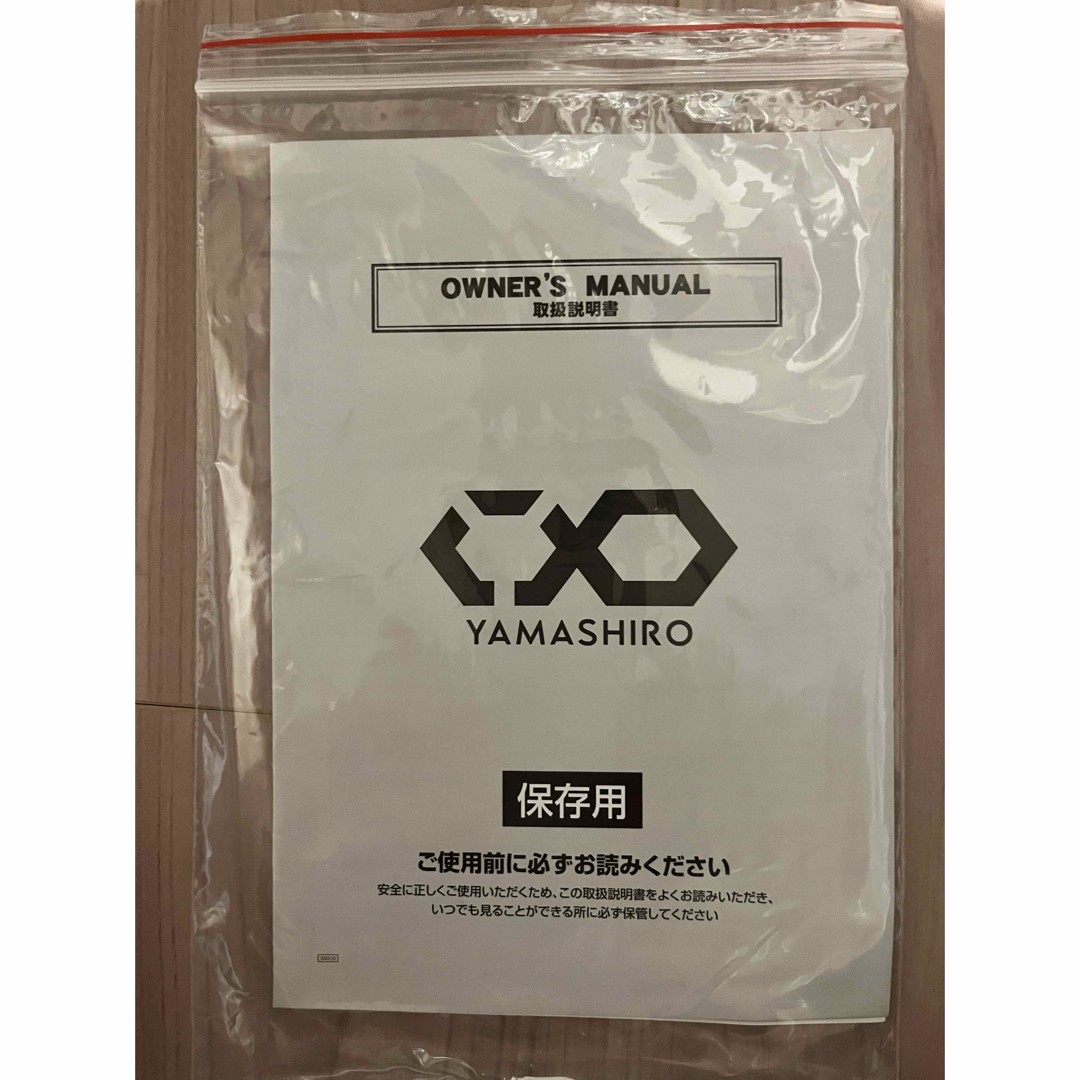 OWNER'S MANUAL
取扱説明書
YAMASHIRO
保存用
ご使用前に必ずお読みください
安全に正しくご使用いただくため、この取扱説明書をよくお読みいただき、
いつでも見ることができる所に必ず保管してください